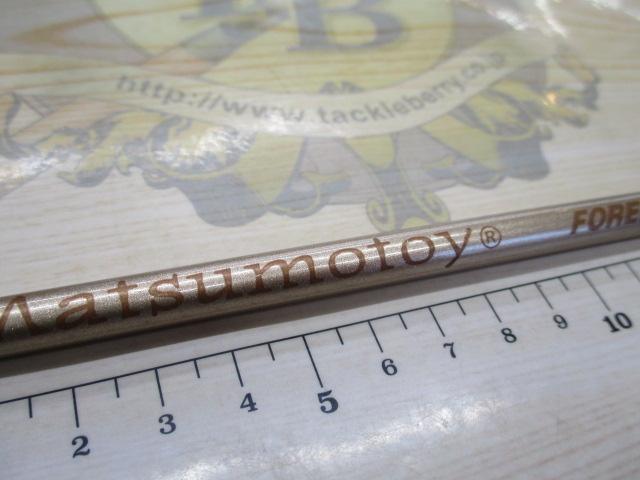 B
http://www.tackleberry.co.jp
Matsumotoy® FORE
2 3 4 5 6 7 8 9 10